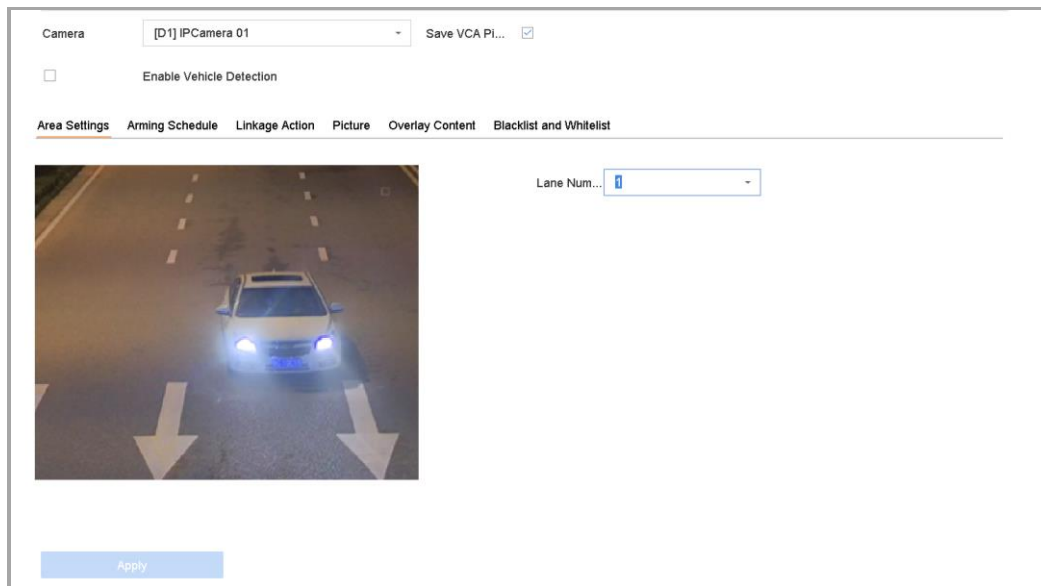 Camera [D1] IPCamera 01 Save VCA Pi...
Enable Vehicle Detection
Area Settings Arming Schedule Linkage Action Picture Overlay Content Blacklist and Whitelist
Lane Num... 1
Apply